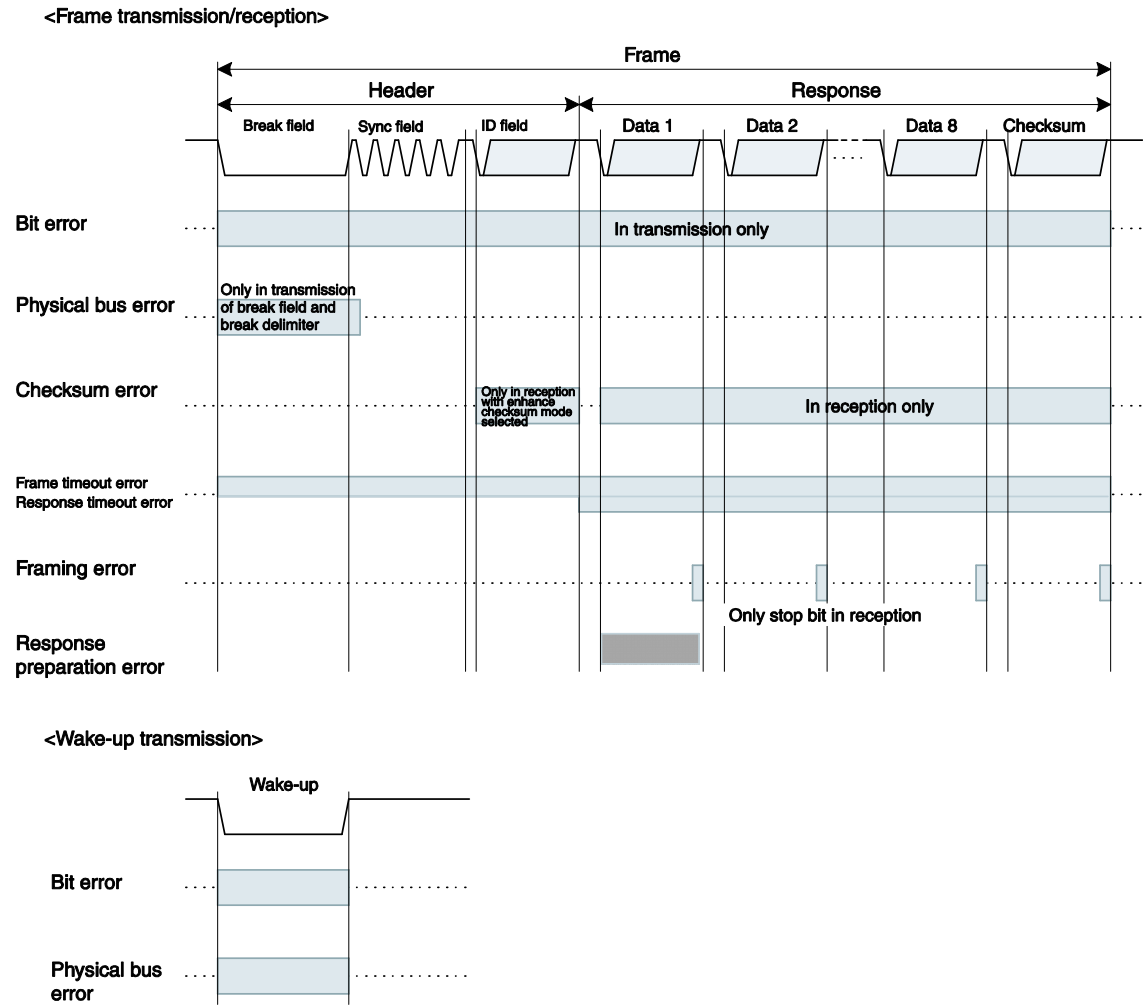 <Frame transmission/reception>
Frame
Header
Response
Break field
Sync field
ID field
Data 1
Data 2
Data 8
Checksum
Bit error
In transmission only
Physical bus error
Only in transmission
of break field and
break delimiter
Checksum error
Only in reception
with enhance
checksum mode
selected
In reception only
Frame timeout error
Response timeout error
Framing error
Only stop bit in reception
Response
preparation error
<Wake-up transmission>
Wake-up
Bit error
Physical bus
error